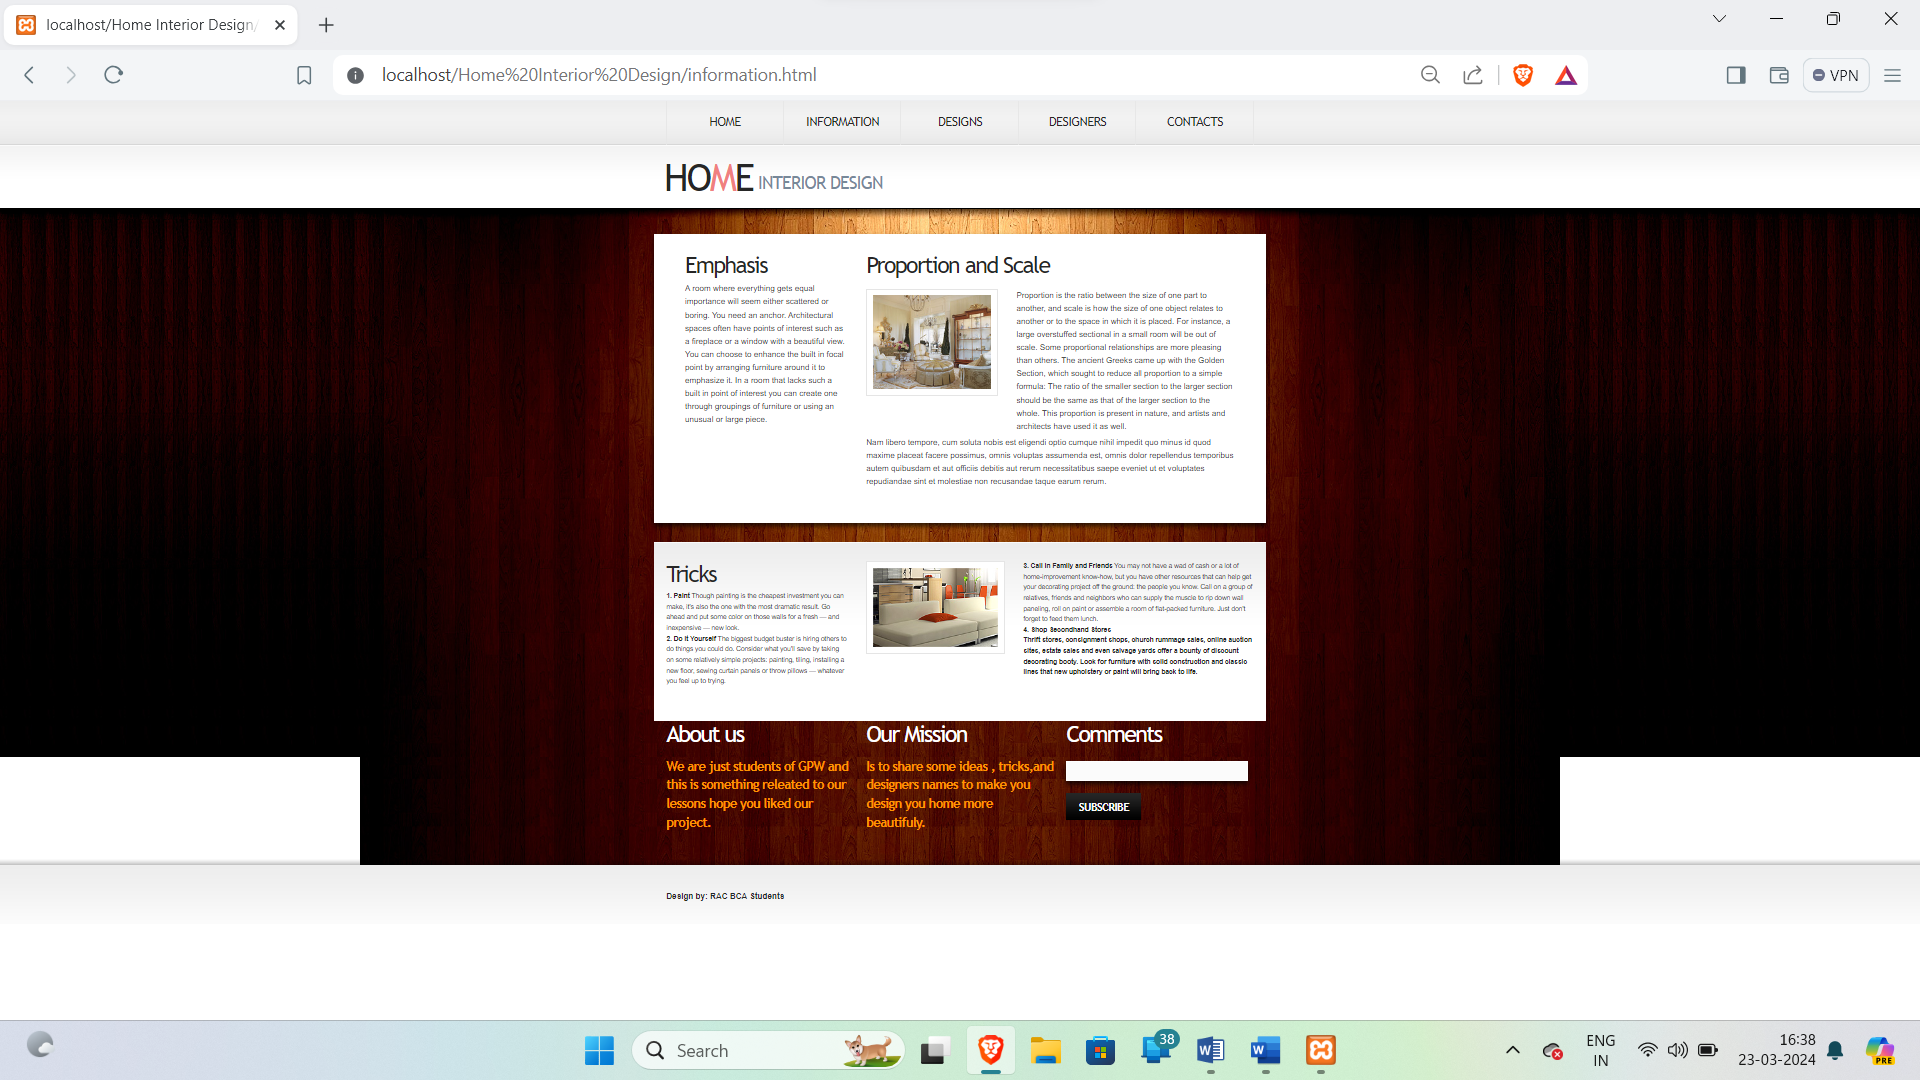 localhost/Home Interior Design/
localhost/Home%20Interior%20Design/information.html
VPN
HOME
INFORMATION
DESIGNS
DESIGNERS
CONTACTS
HOME INTERIOR DESIGN
Emphasis
A room where everything gets equal
importance will seem either scattered or
boring. You need an anchor. Architectural
spaces often have points of interest such as
a fireplace or a window with a beautiful view.
You can choose to enhance the built in focal
point by arranging furniture around it to
emphasize it. In a room that lacks such a
built in point of interest you can create one
through groupings of furniture or using an
unusual or large piece.
Proportion and Scale
Proportion is the ratio between the size of one part to
another, and scale is how the size of one object relates to
another or to the space in which it is placed. For instance, a
large overstuffed sectional in a small room will be out of
scale. Some proportional relationships are more pleasing
than others. The ancient Greeks came up with the Golden
Section, which sought to reduce all proportion to a simple
formula: The ratio of the smaller section to the larger section
should be the same as that of the larger section to the
whole. This proportion is present in nature, and artists and
architects have used it as well.
Nam libero tempore, cum soluta nobis est eligendi optio cumque nihil impedit quo minus id quod
maxime placeat facere possimus, omnis voluptas assumenda est, omnis dolor repellendus temporibus
autem quibusdam et aut officiis debitis aut rerum necessitatibus saepe eveniet ut et voluptates
repudiandae sint et molestiae non recusandae taque earum rerum.
Tricks
1. Paint Though painting is the cheapest investment you can
make, it's also the one with the most dramatic result. Go
ahead and put some color on those walls for a fresh — and
inexpensive — new look.
2. Do It Yourself The biggest budget buster is hiring others to
do things you could do. Consider what you'll save by taking
on some relatively simple projects: painting, tiling, installing a
new floor, sewing curtain panels or throw pillows — whatever
you feel up to trying.
3. Call In Family and Friends You may not have a wad of cash or a lot of
home-improvement know-how, but you have other resources that can help get
your decorating project off the ground: the people you know. Call on a group of
relatives, friends and neighbors who can supply the muscle to rip down wall
paneling, roll on paint or assemble a room of flat-packed furniture. Just don't
forget to feed them lunch.
4. Shop Secondhand Stores
Thrift stores, consignment shops, church rummage sales, online auction
sites, estate sales and even salvage yards offer a bounty of discount
decorating booty. Look for furniture with solid construction and classic
lines that new upholstery or paint will bring back to life.
About us
We are just students of GPW and
this is something releated to our
lessons hope you liked our
project.
Our Mission
Is to share some ideas , tricks,and
designers names to make you
design you home more
beautifuly.
Comments
SUBSCRIBE
Design by: RAC BCA Students
Search
38
ENG
IN
16:38
23-03-2024
PRE